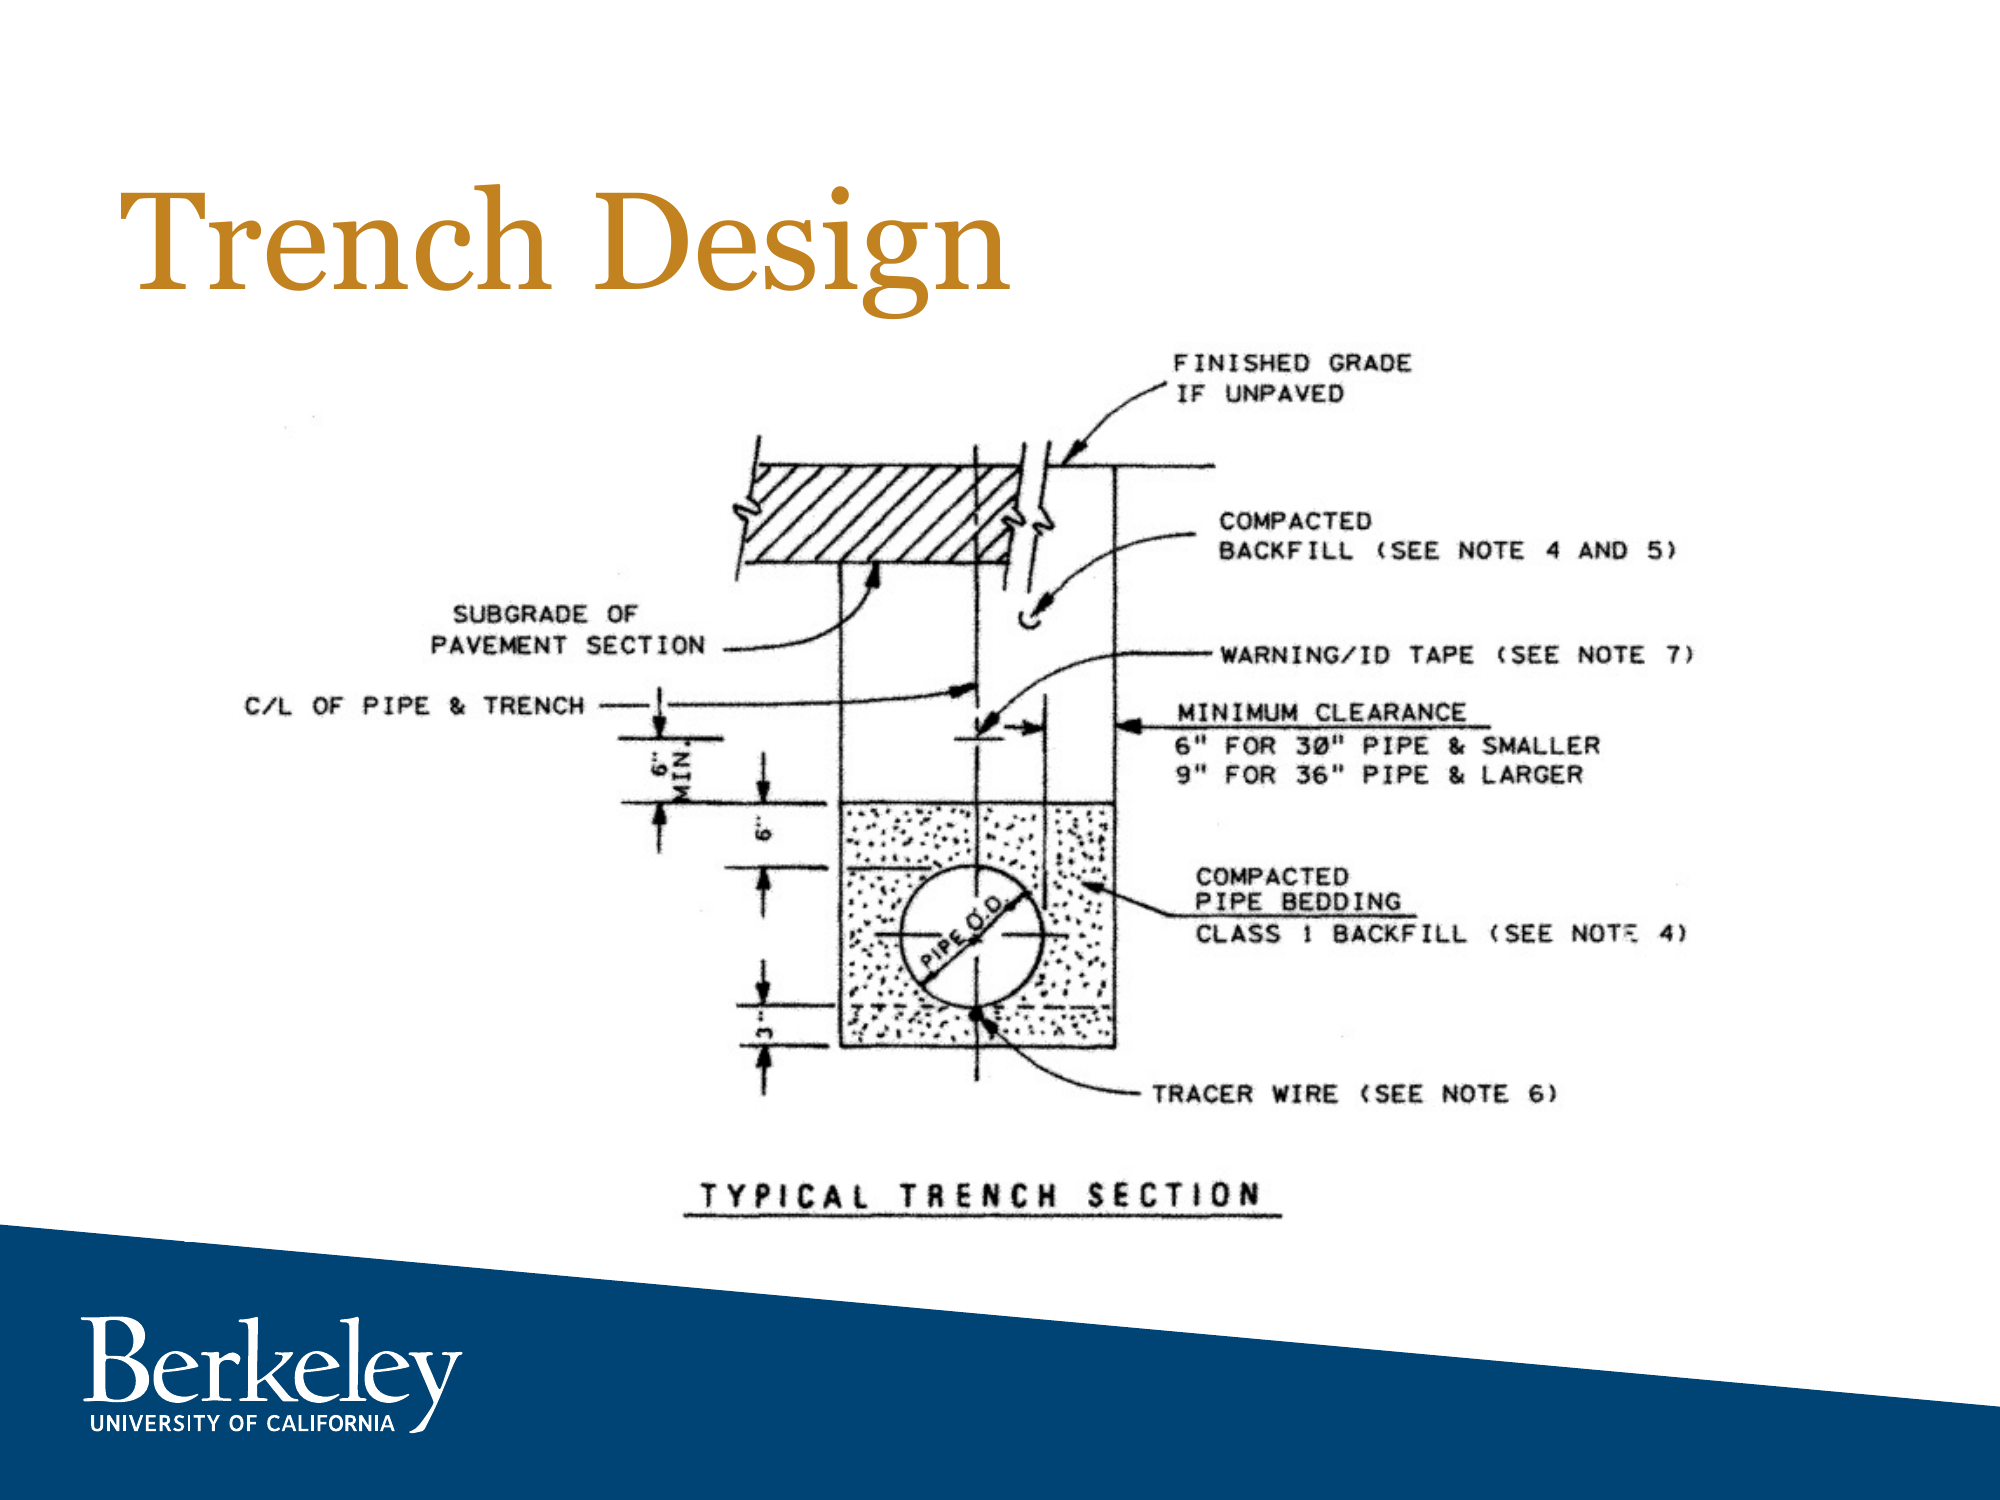 Trench Design
FINISHED GRADE
IF UNPAVED
COMPACTED
BACKFILL (SEE NOTE 4 AND 5)
SUBGRADE OF
PAVEMENT SECTION
WARNING/ID TAPE (SEE NOTE 7)
C/L OF PIPE & TRENCH
MINIMUM CLEARANCE
6" FOR 30" PIPE & SMALLER
9" FOR 36" PIPE & LARGER
6"
MIN.
6"
COMPACTED
PIPE BEDDING
CLASS 1 BACKFILL (SEE NOTE 4)
PIPE O.D.
3"
TRACER WIRE (SEE NOTE 6)
TYPICAL TRENCH SECTION
Berkeley
UNIVERSITY OF CALIFORNIA